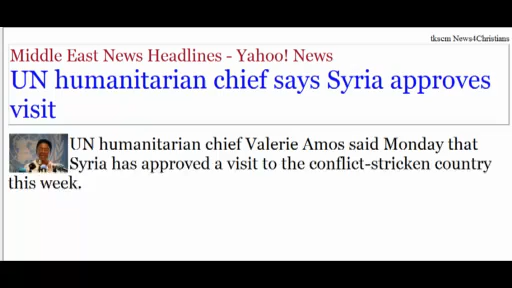 tkscm News4Christians
Middle East News Headlines - Yahoo! News
UN humanitarian chief says Syria approves
visit
UN humanitarian chief Valerie Amos said Monday that
Syria has approved a visit to the conflict-stricken country
this week.